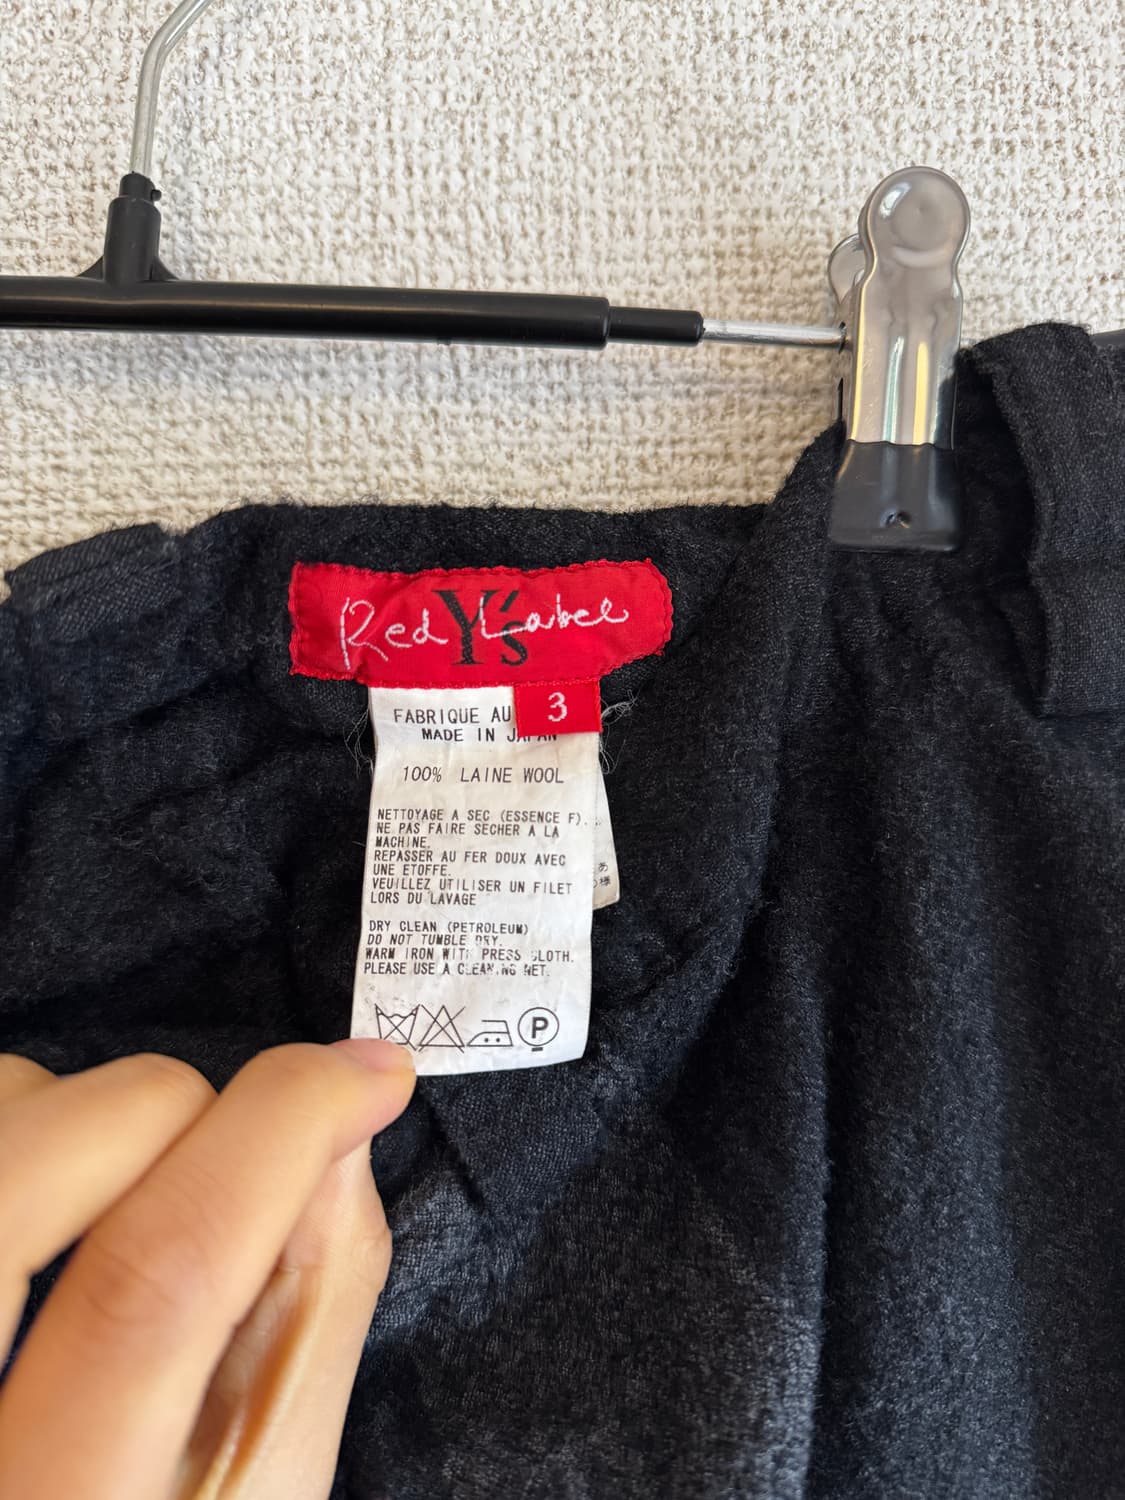 Red Label
Y's
3
FABRIQUE AU
MADE IN JAPAN
100% LAINE WOOL
NETTOYAGE A SEC (ESSENCE F).
NE PAS FAIRE SECHER A LA
MACHINE.
REPASSER AU FER DOUX AVEC
UNE ETOFFE.
VEUILLEZ UTILISER UN FILET
LORS DU LAVAGE
DRY CLEAN (PETROLEUM)
DO NOT TUMBLE DRY.
WARM IRON WITH PRESS CLOTH.
PLEASE USE A CLEANING NET.
P
あ
様